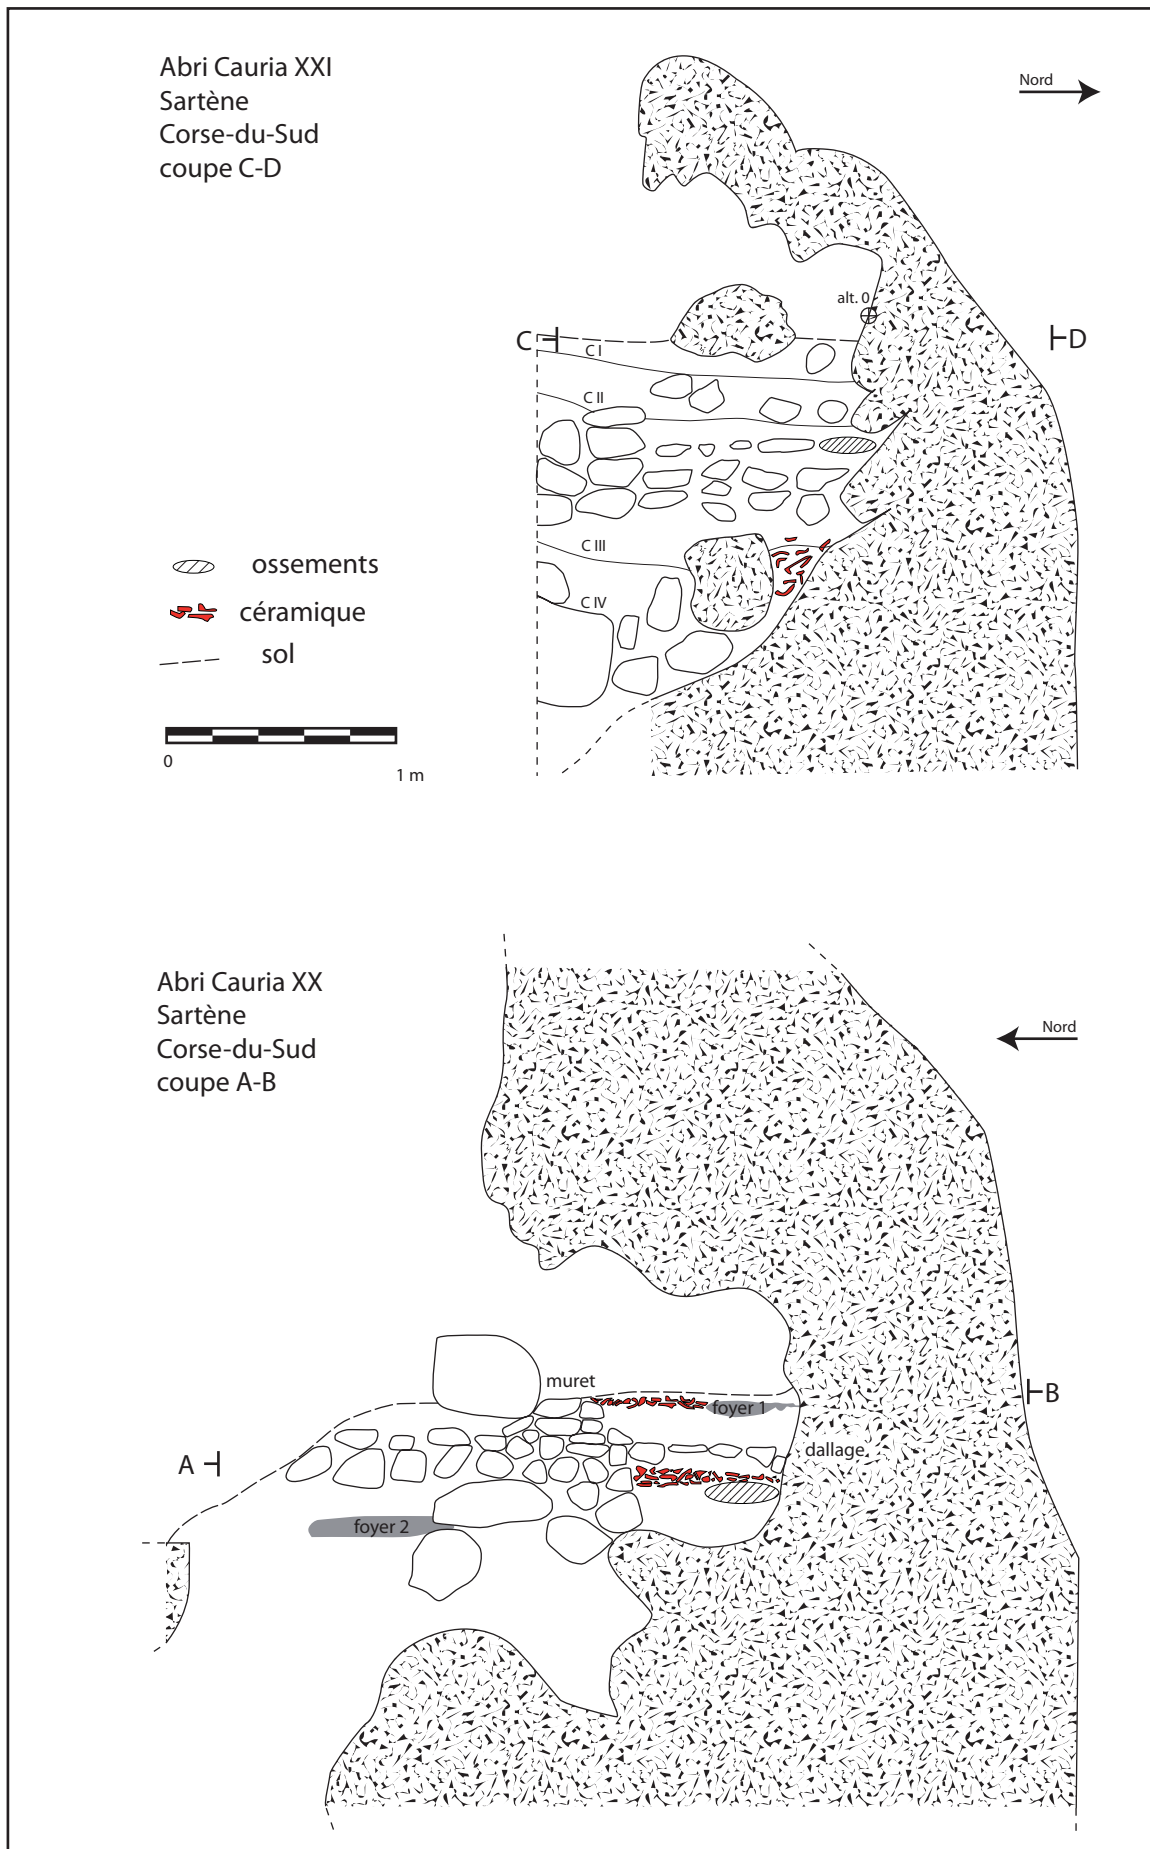 Abri Cauria XXI
Sartène
Corse-du-Sud
coupe C-D
Nord
alt. 0
C
D
C I
C II
C III
C IV
ossements
céramique
sol
0
1 m
Abri Cauria XX
Sartène
Corse-du-Sud
coupe A-B
Nord
muret
foyer 1
B
dallage
A
foyer 2